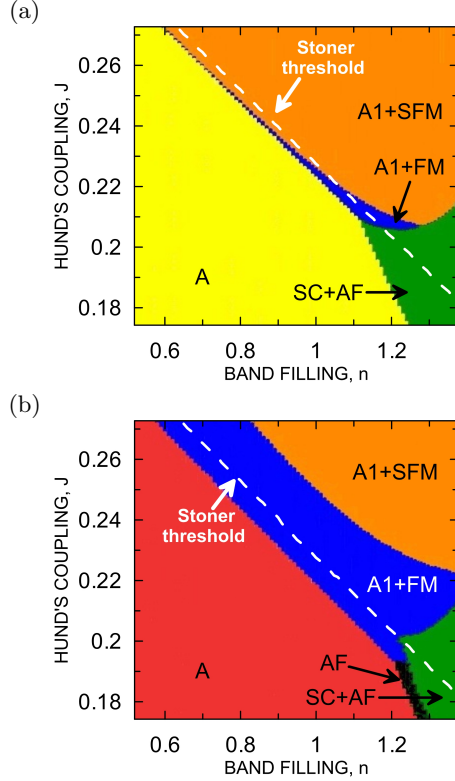 (a)
HUND'S COUPLING, J
0.26
0.24
0.22
0.2
0.18
Stoner
threshold
A1+SFM
A1+FM
A
SC+AF
0.6 0.8 1 1.2
BAND FILLING, n
(b)
HUND'S COUPLING, J
0.26
0.24
0.22
0.2
0.18
A1+SFM
Stoner
threshold
A1+FM
AF
A
SC+AF
0.6 0.8 1 1.2
BAND FILLING, n